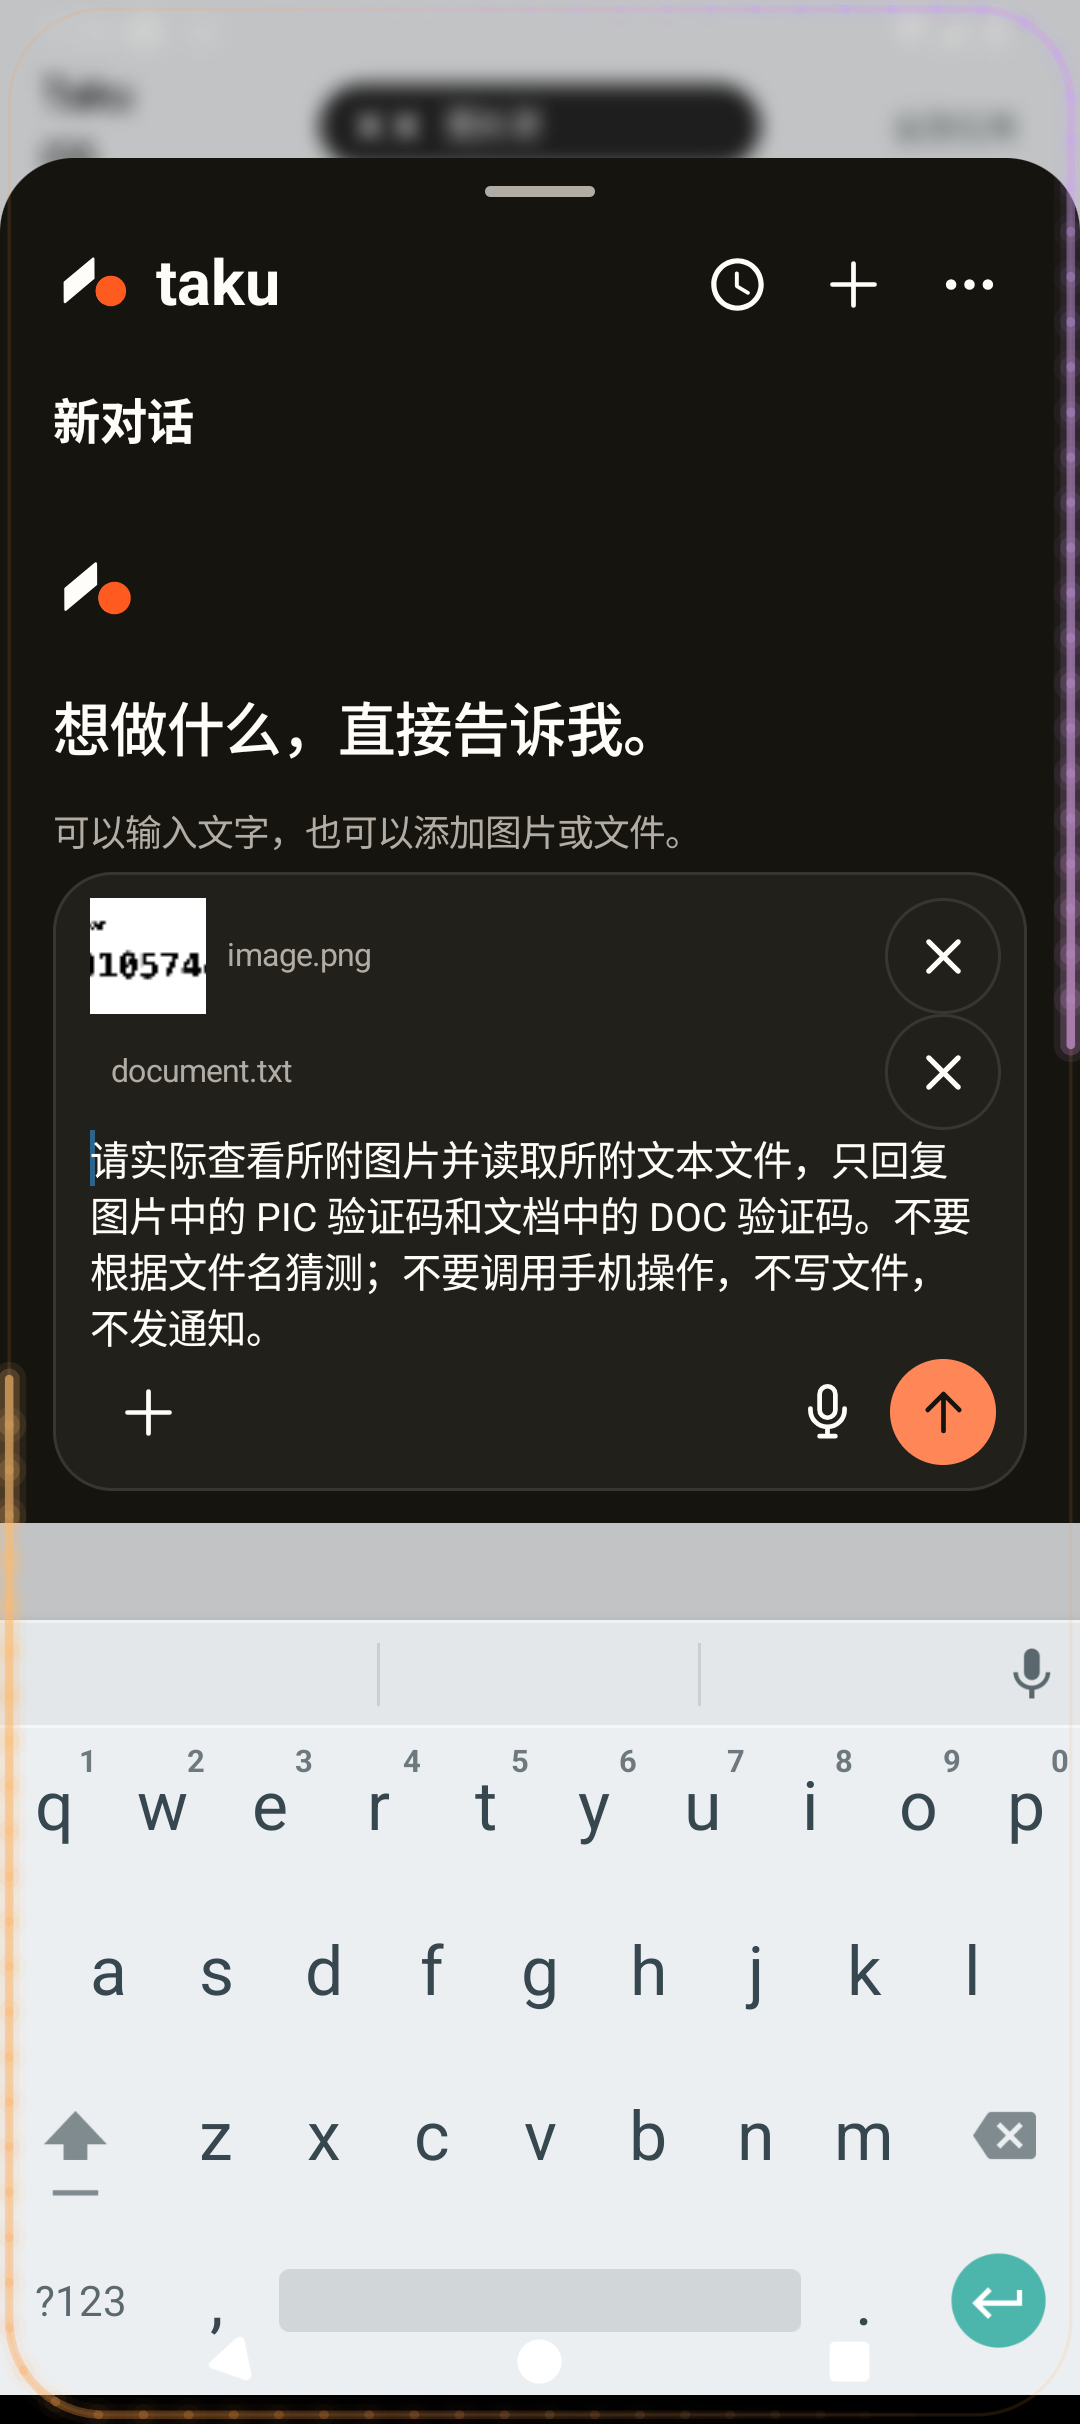 Taku
taku
新对话
想做什么，直接告诉我。
可以输入文字，也可以添加图片或文件。
image.png
document.txt
请实际查看所附图片并读取所附文本文件，只回复
图片中的 PIC 验证码和文档中的 DOC 验证码。不要
根据文件名猜测；不要调用手机操作，不写文件，
不发通知。
1 2 3 4 5 6 7 8 9 0
q w e r t y u i o p
a s d f g h j k l
z x c v b n m
?123 , .